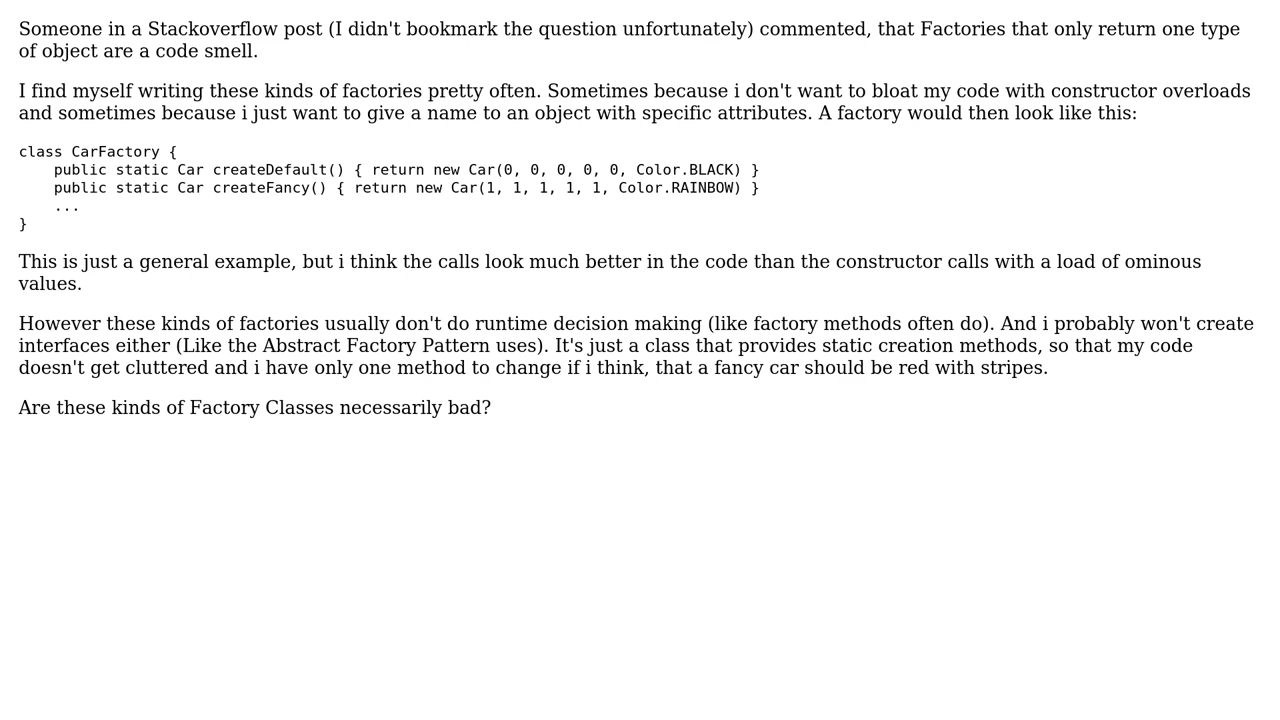 Someone in a Stackoverflow post (I didn't bookmark the question unfortunately) commented, that Factories that only return one type
of object are a code smell.
I find myself writing these kinds of factories pretty often. Sometimes because i don't want to bloat my code with constructor overloads
and sometimes because i just want to give a name to an object with specific attributes. A factory would then look like this:
class CarFactory {
    public static Car createDefault() { return new Car(0, 0, 0, 0, 0, Color.BLACK) }
    public static Car createFancy() { return new Car(1, 1, 1, 1, 1, Color.RAINBOW) }
    ...
}
This is just a general example, but i think the calls look much better in the code than the constructor calls with a load of ominous
values.
However these kinds of factories usually don't do runtime decision making (like factory methods often do). And i probably won't create
interfaces either (Like the Abstract Factory Pattern uses). It's just a class that provides static creation methods, so that my code
doesn't get cluttered and i have only one method to change if i think, that a fancy car should be red with stripes.
Are these kinds of Factory Classes necessarily bad?